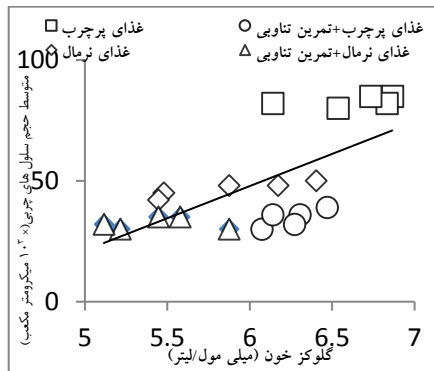 غذای پرچرب
غذای پرچرب+تمرین تناوبی
غذای نرمال
غذای نرمال+تمرین تناوبی
متوسط حجم سلول های چربی(× ۱۰۲ میکرومتر مکعب)
100
50
0
5
5.5
6
6.5
7
گلوکز خون (میلی مول/لیتر)